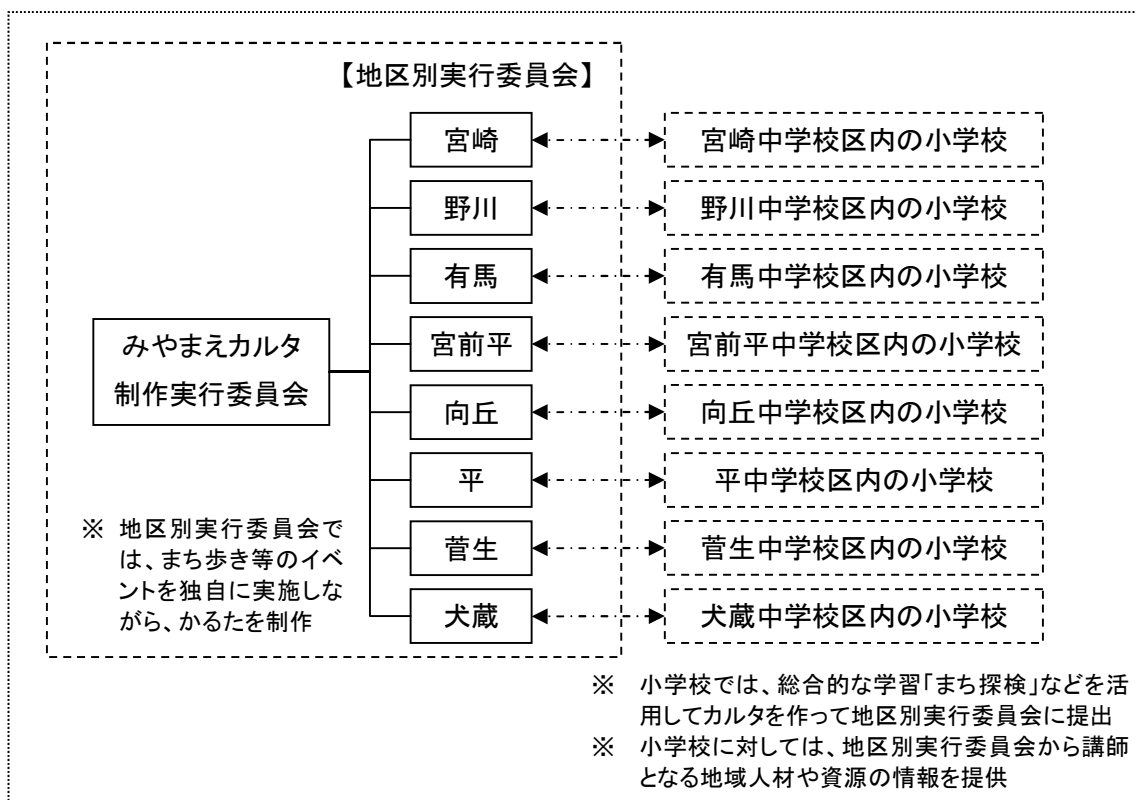 【地区別実行委員会】
宮崎
宮崎中学校区内の小学校
野川
野川中学校区内の小学校
有馬
有馬中学校区内の小学校
みやまえカルタ
制作実行委員会
宮前平
宮前平中学校区内の小学校
向丘
向丘中学校区内の小学校
平
平中学校区内の小学校
菅生
菅生中学校区内の小学校
犬蔵
犬蔵中学校区内の小学校
※ 地区別実行委員会で
は、まち歩き等のイベ
ントを独自に実施しな
がら、かるたを制作
※ 小学校では、総合的な学習「まち探検」などを活
用してカルタを作って地区別実行委員会に提出
※ 小学校に対しては、地区別実行委員会から講師
となる地域人材や資源の情報を提供